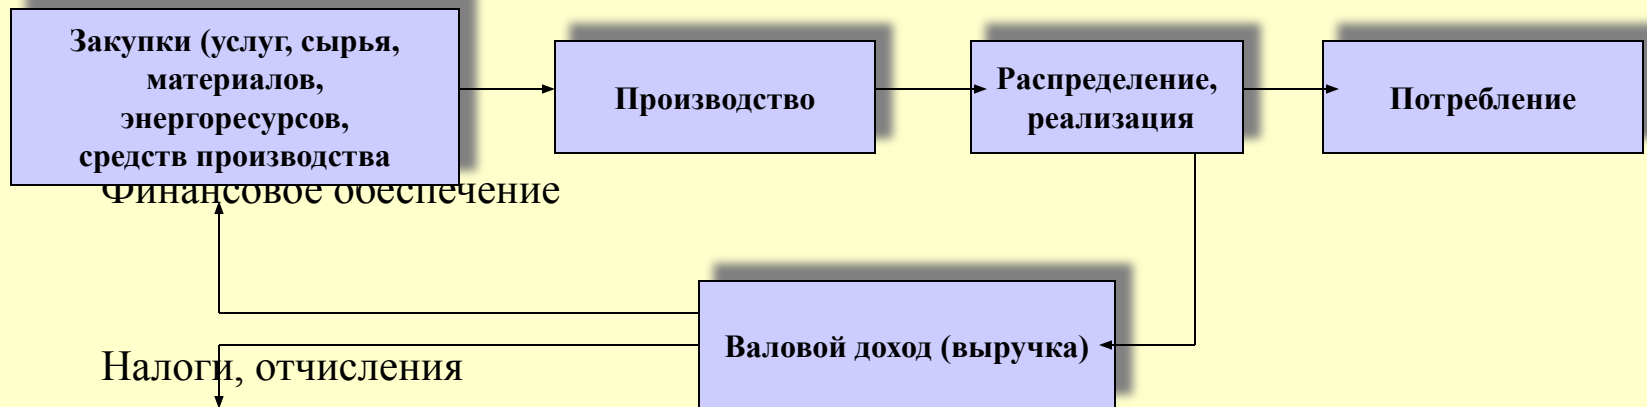 Закупки (услуг, сырья,
материалов,
энергоресурсов,
средств производства
Производство
Распределение,
реализация
Потребление
Финансовое обеспечение
Валовой доход (выручка)
Налоги, отчисления